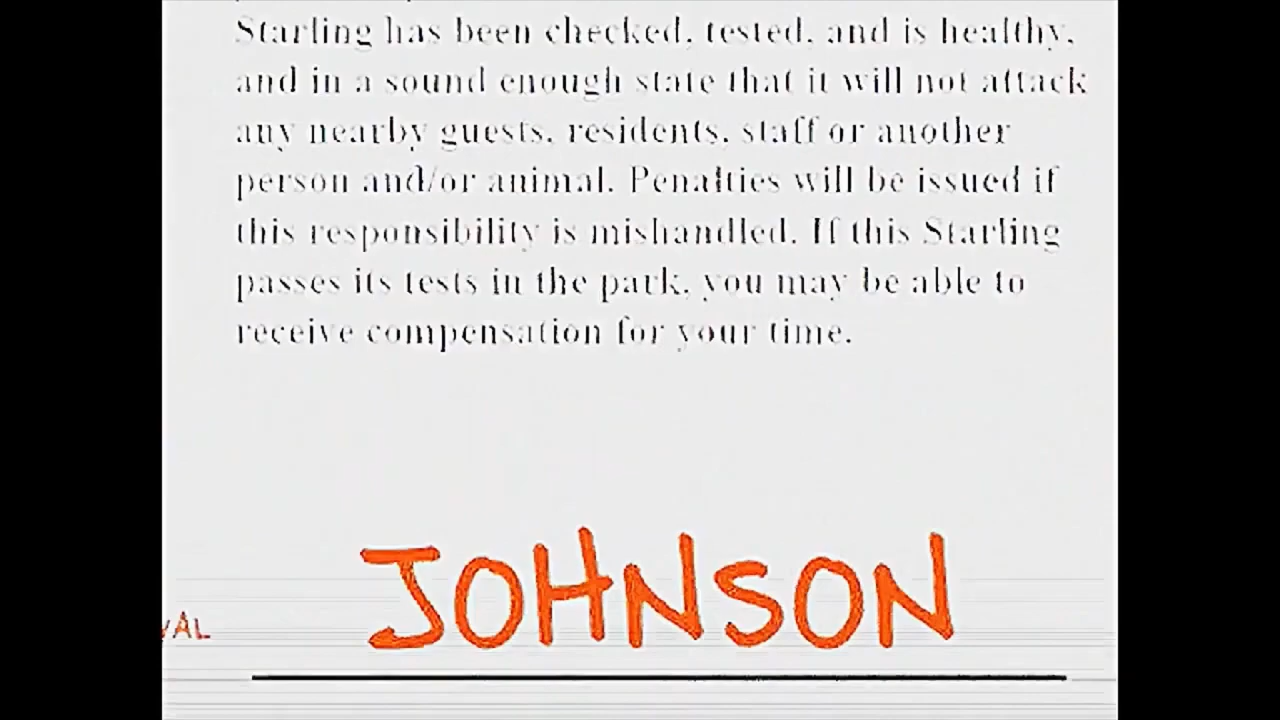 Starling has been checked, tested, and is healthy,
and in a sound enough state that it will not attack
any nearby guests, residents, staff or another
person and/or animal. Penalties will be issued if
this responsibility is mishandled. If this Starling
passes its tests in the park, you may be able to
receive compensation for your time.
JOHNSON
VAL